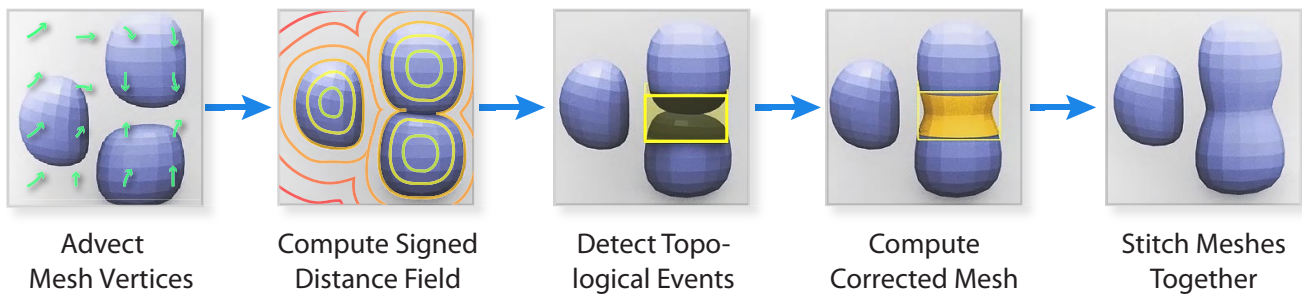 Advect
Mesh Vertices
Compute Signed
Distance Field
Detect Topo-
logical Events
Compute
Corrected Mesh
Stitch Meshes
Together